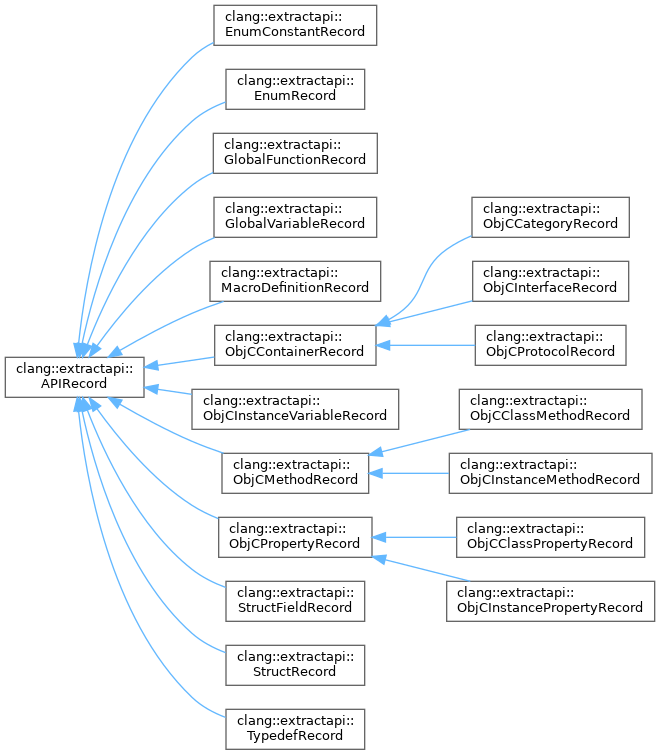 clang::extractapi::
APIRecord
clang::extractapi::
EnumConstantRecord
clang::extractapi::
EnumRecord
clang::extractapi::
GlobalFunctionRecord
clang::extractapi::
GlobalVariableRecord
clang::extractapi::
MacroDefinitionRecord
clang::extractapi::
ObjCContainerRecord
clang::extractapi::
ObjCCategoryRecord
clang::extractapi::
ObjCInterfaceRecord
clang::extractapi::
ObjCProtocolRecord
clang::extractapi::
ObjCInstanceVariableRecord
clang::extractapi::
ObjCMethodRecord
clang::extractapi::
ObjCClassMethodRecord
clang::extractapi::
ObjCInstanceMethodRecord
clang::extractapi::
ObjCPropertyRecord
clang::extractapi::
ObjCClassPropertyRecord
clang::extractapi::
ObjCInstancePropertyRecord
clang::extractapi::
StructFieldRecord
clang::extractapi::
StructRecord
clang::extractapi::
TypedefRecord